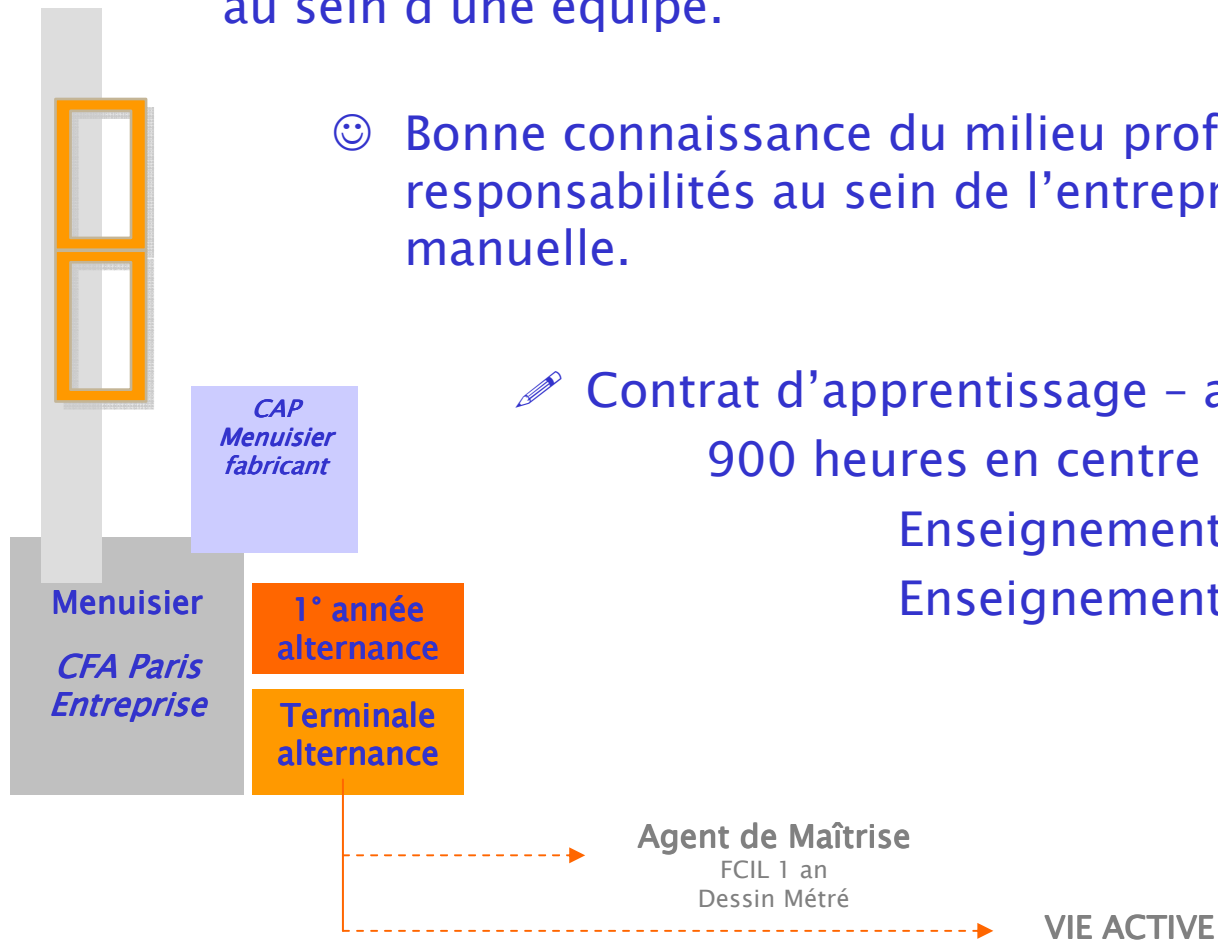 au sein d'une équipe.
☺ Bonne connaissance du milieu prof
responsabilités au sein de l'entrepr
manuelle.
CAP
Menuisier
fabricant
Contrat d'apprentissage – a
900 heures en centre
Enseignement
Enseignement
Menuisier
CFA Paris
Entreprise
1° année
alternance
Terminale
alternance
Agent de Maîtrise
FCIL 1 an
Dessin Métré
VIE ACTIVE